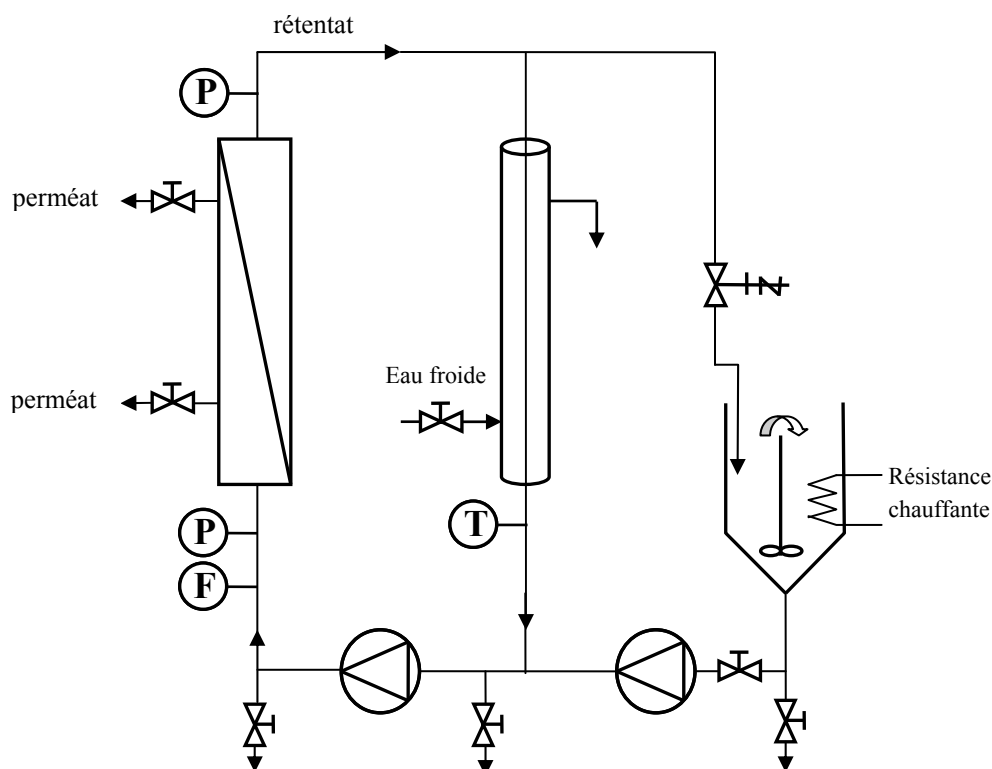 rétentat
P
perméat
Eau froide
perméat
Résistance
chauffante
P
T
F